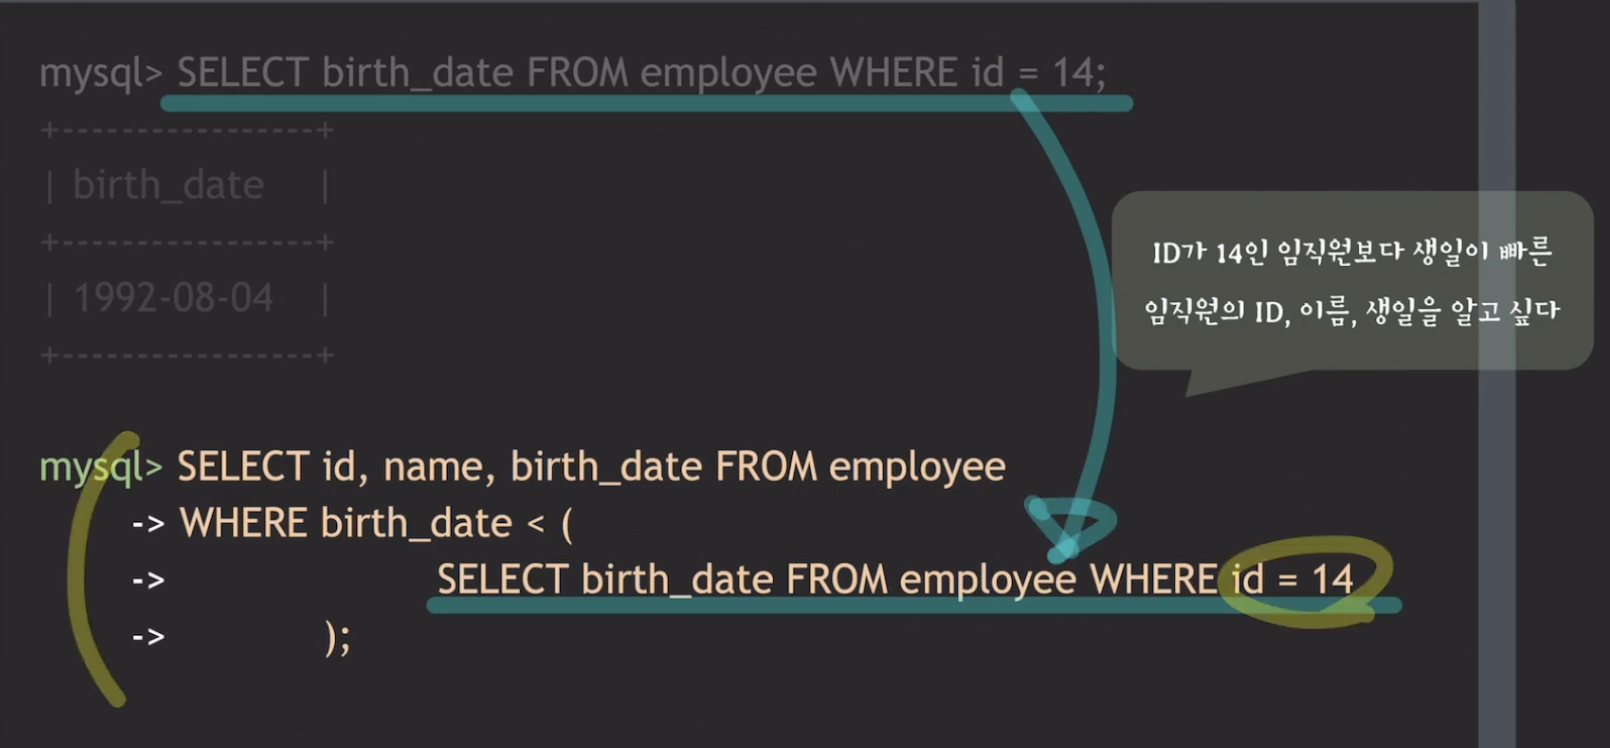 mysql> SELECT birth_date FROM employee WHERE id = 14;
+-----------------+
| birth_date |
+-----------------+
| 1992-08-04 |
+-----------------+
ID가 14인 임직원보다 생일이 빠른
임직원의 ID, 이름, 생일을 알고 싶다
mysql> SELECT id, name, birth_date FROM employee
-> WHERE birth_date < (
-> SELECT birth_date FROM employee WHERE id = 14
-> );